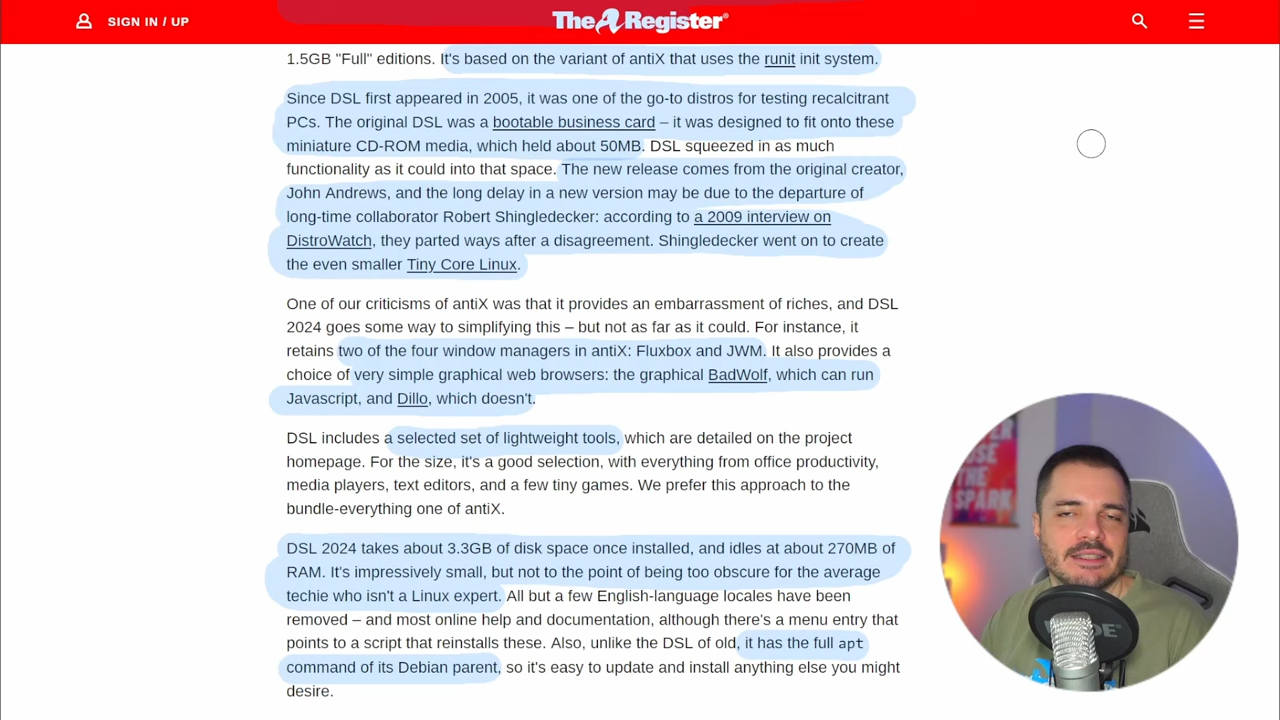 SIGN IN / UP
The Register®
1.5GB "Full" editions. It's based on the variant of antiX that uses the runit init system.
Since DSL first appeared in 2005, it was one of the go-to distros for testing recalcitrant
PCs. The original DSL was a bootable business card – it was designed to fit onto these
miniature CD-ROM media, which held about 50MB. DSL squeezed in as much
functionality as it could into that space. The new release comes from the original creator,
John Andrews, and the long delay in a new version may be due to the departure of
long-time collaborator Robert Shingledecker: according to a 2009 interview on
DistroWatch, they parted ways after a disagreement. Shingledecker went on to create
the even smaller Tiny Core Linux.
One of our criticisms of antiX was that it provides an embarrassment of riches, and DSL
2024 goes some way to simplifying this – but not as far as it could. For instance, it
retains two of the four window managers in antiX: Fluxbox and JWM. It also provides a
choice of very simple graphical web browsers: the graphical BadWolf, which can run
Javascript, and Dillo, which doesn't.
DSL includes a selected set of lightweight tools, which are detailed on the project
homepage. For the size, it's a good selection, with everything from office productivity,
media players, text editors, and a few tiny games. We prefer this approach to the
bundle-everything one of antiX.
DSL 2024 takes about 3.3GB of disk space once installed, and idles at about 270MB of
RAM. It's impressively small, but not to the point of being too obscure for the average
techie who isn't a Linux expert. All but a few English-language locales have been
removed – and most online help and documentation, although there's a menu entry that
points to a script that reinstalls these. Also, unlike the DSL of old, it has the full apt
command of its Debian parent, so it's easy to update and install anything else you might
desire.
USE
THE
SPARK